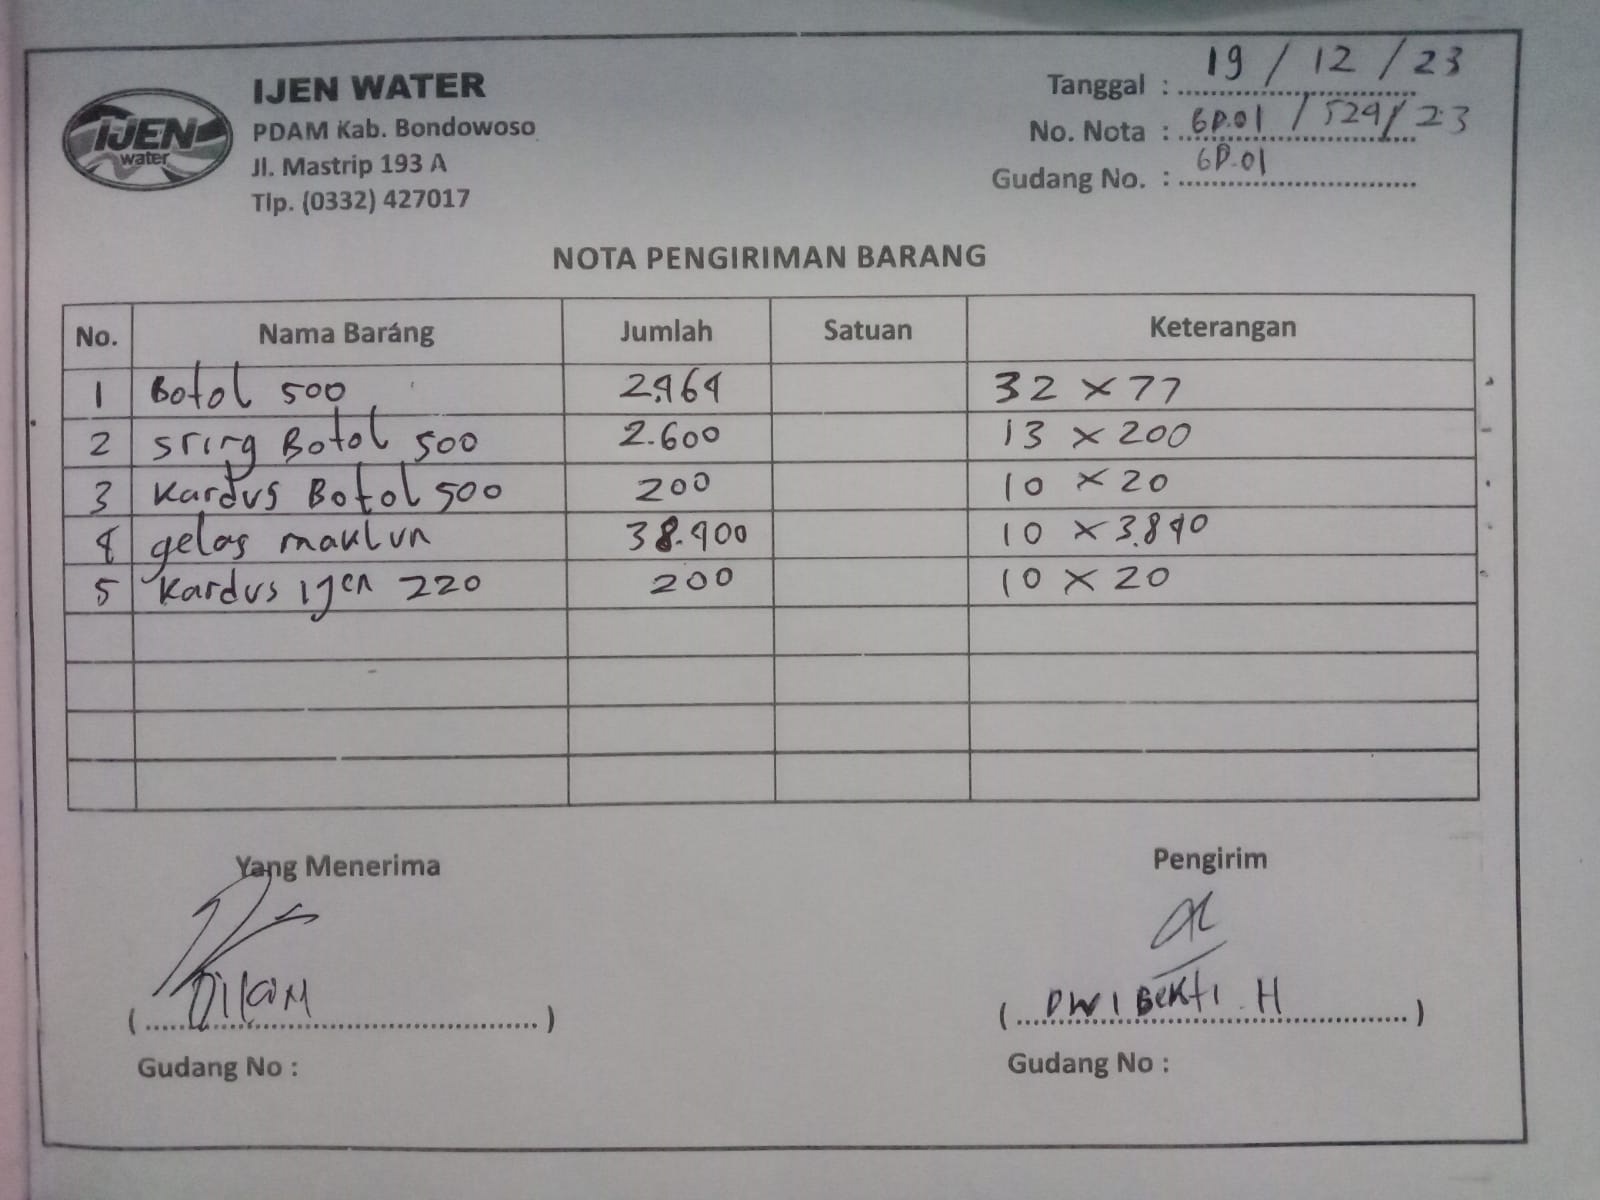 IJEN water
IJEN WATER
PDAM Kab. Bondowoso
Jl. Mastrip 193 A
Tlp. (0332) 427017
Tanggal : 19 / 12 / 23
No. Nota : GD.01 / 529 / 23
Gudang No. : GD.01
NOTA PENGIRIMAN BARANG
No. Nama Barang Jumlah Satuan Keterangan
1 Botol 500 2.464 32 x 77
2 sring Botol 500 2.600 13 x 200
3 Kardus Botol 500 200 10 x 20
4 gelas maklun 38.400 10 x 3.840
5 Kardus Ijen 220 200 10 x 20
Yang Menerima Pengirim
( ) ( DWI BEKTI . H )
Gudang No : Gudang No :